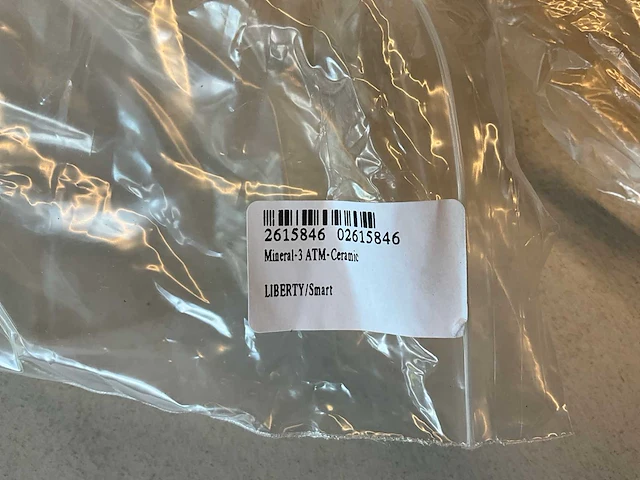 2615846 02615846
Mineral-3 ATM-Ceramic
LIBERTY/Smart